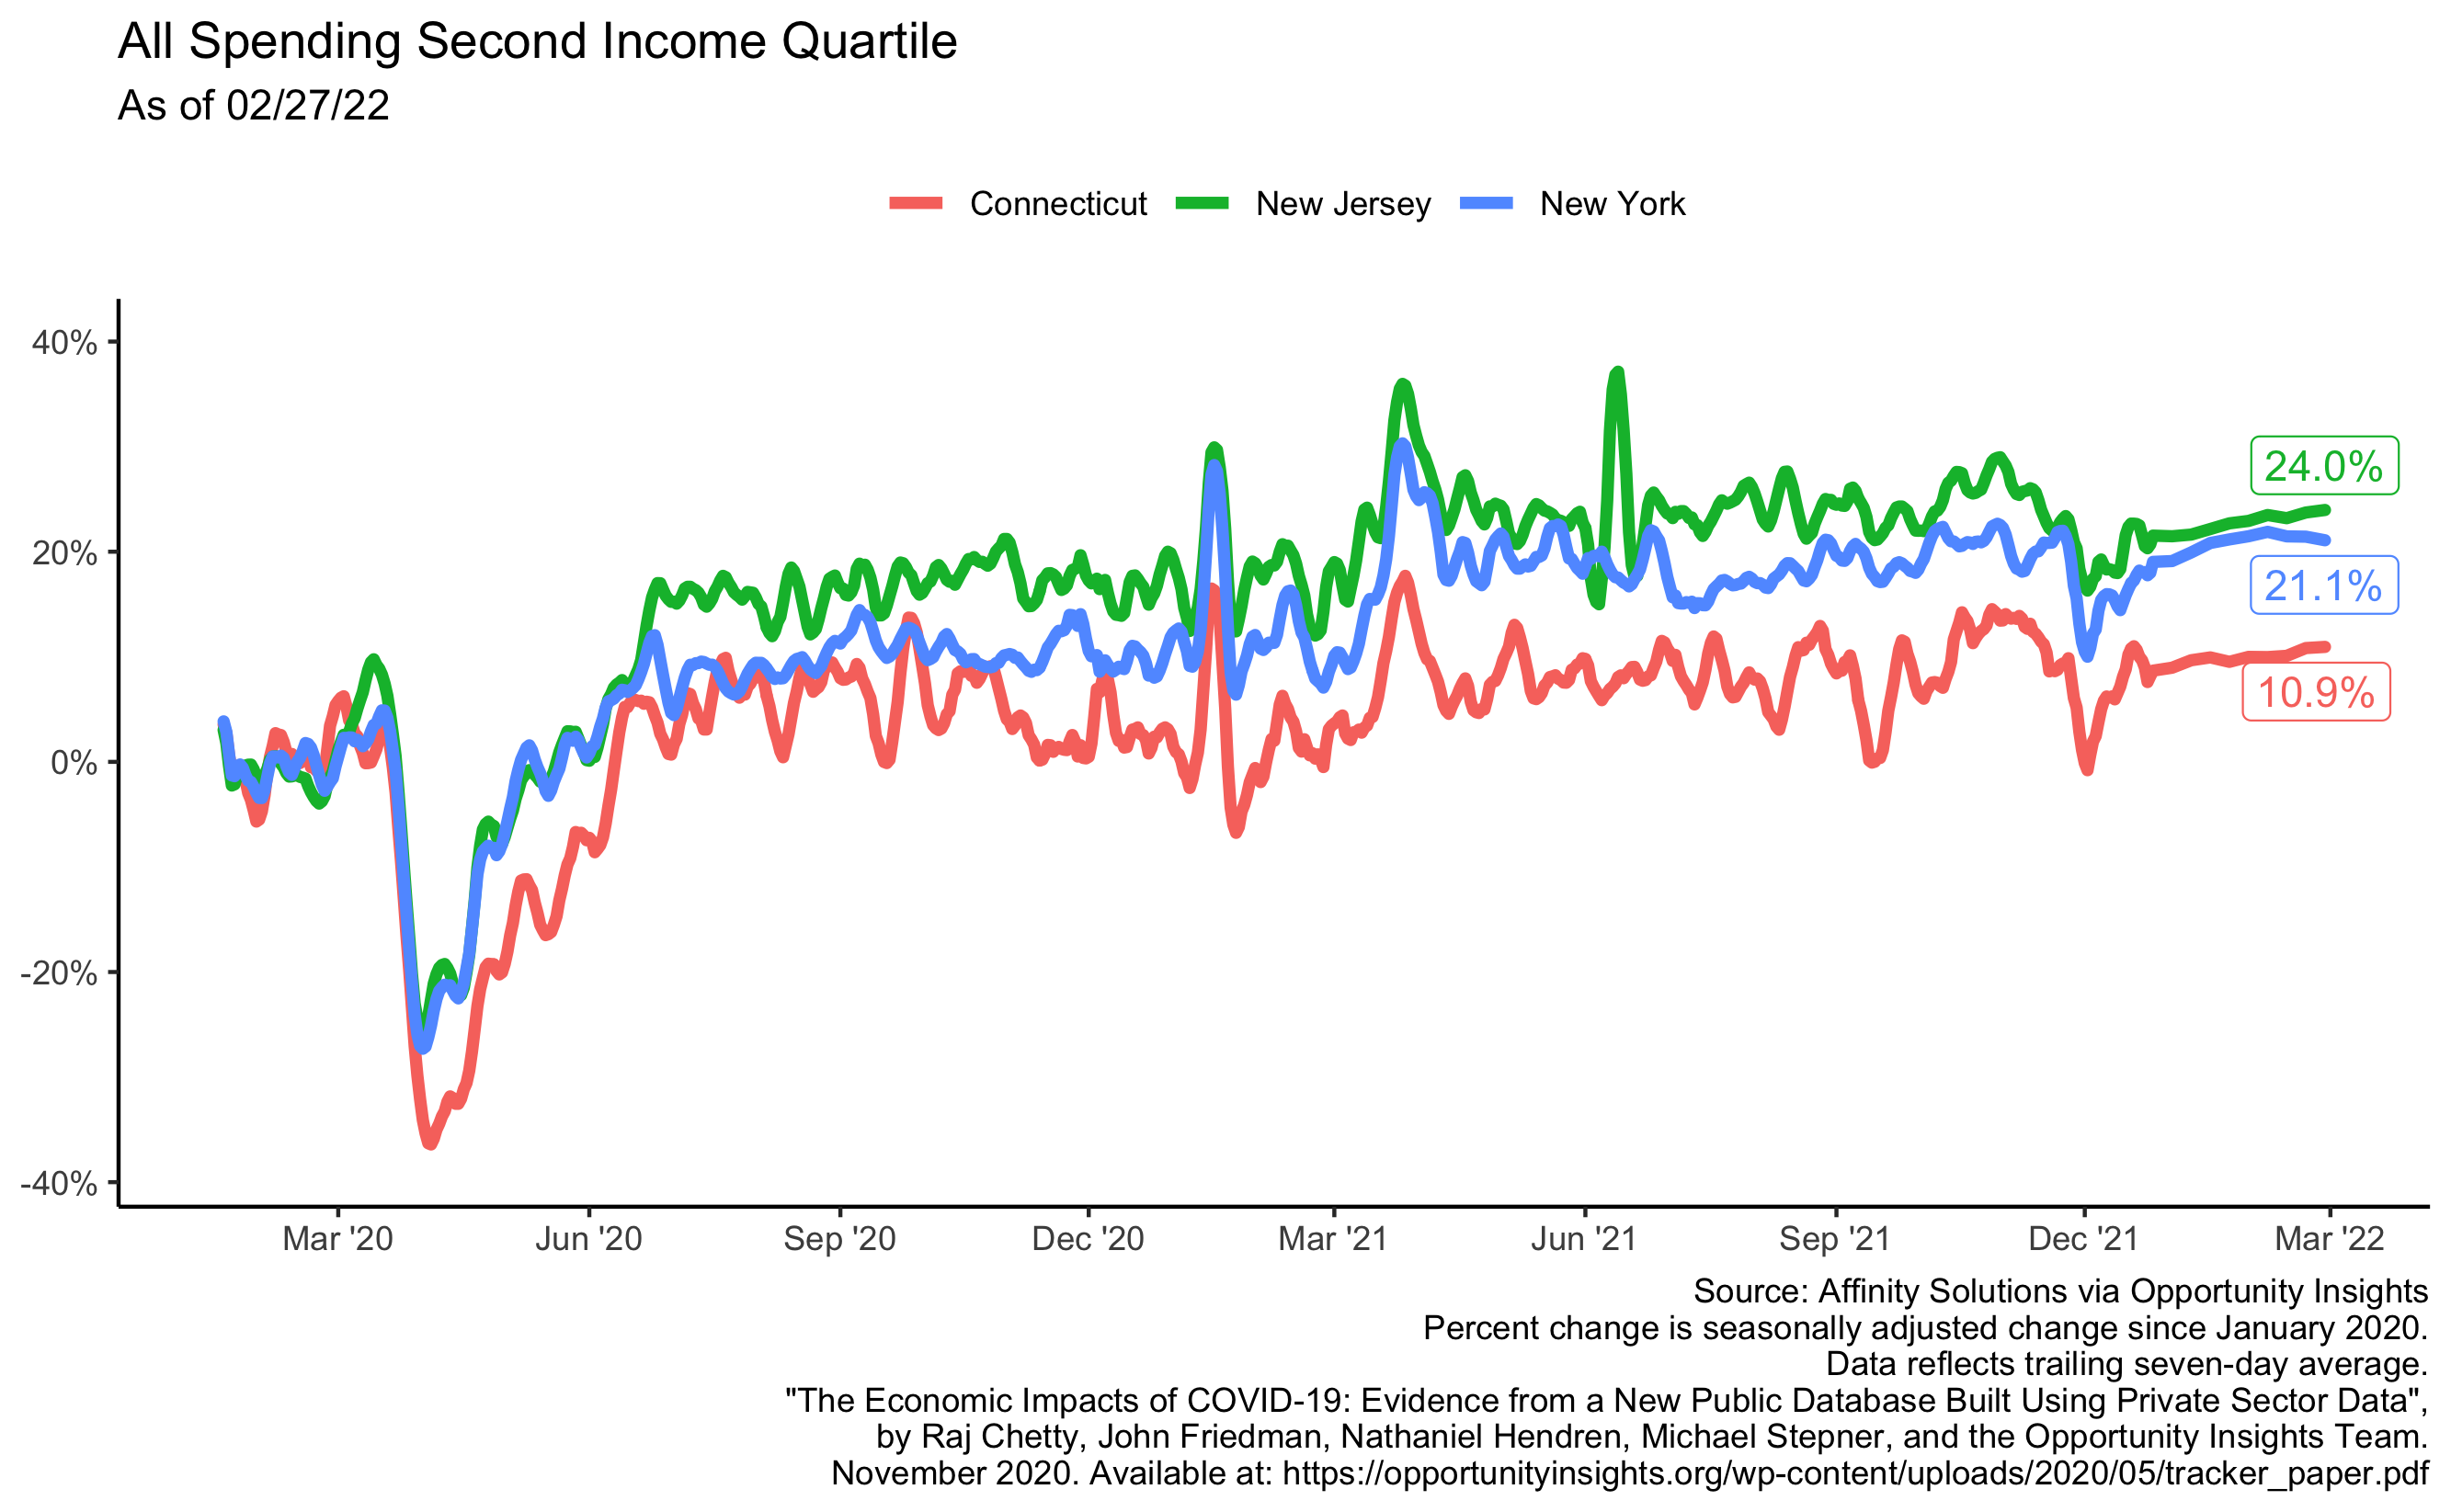 All Spending Second Income Quartile
As of 02/27/22
Connecticut New Jersey New York
40%
20%
0%
-20%
-40%
24.0%
21.1%
10.9%
Mar '20 Jun '20 Sep '20 Dec '20 Mar '21 Jun '21 Sep '21 Dec '21 Mar '22
Source: Affinity Solutions via Opportunity Insights
Percent change is seasonally adjusted change since January 2020.
Data reflects trailing seven-day average.
"The Economic Impacts of COVID-19: Evidence from a New Public Database Built Using Private Sector Data",
by Raj Chetty, John Friedman, Nathaniel Hendren, Michael Stepner, and the Opportunity Insights Team.
November 2020. Available at: https://opportunityinsights.org/wp-content/uploads/2020/05/tracker_paper.pdf